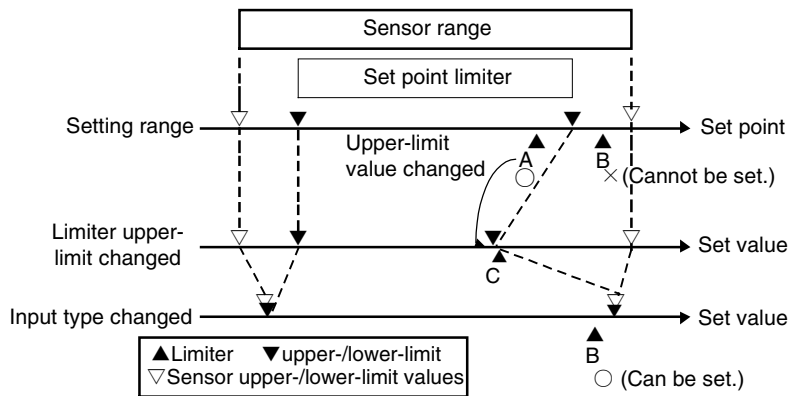 Sensor range
Set point limiter
Setting range
Set point
Upper-limit
value changed
A
B
(Cannot be set.)
Limiter upper-
limit changed
Set value
C
Input type changed
Set value
B
(Can be set.)
▲Limiter ▼upper-/lower-limit
▽Sensor upper-/lower-limit values